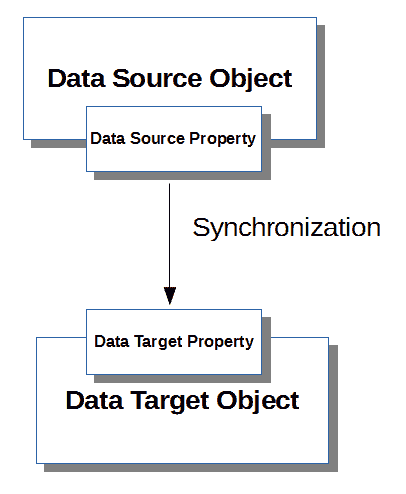 Data Source Object
Data Source Property
Synchronization
Data Target Property
Data Target Object